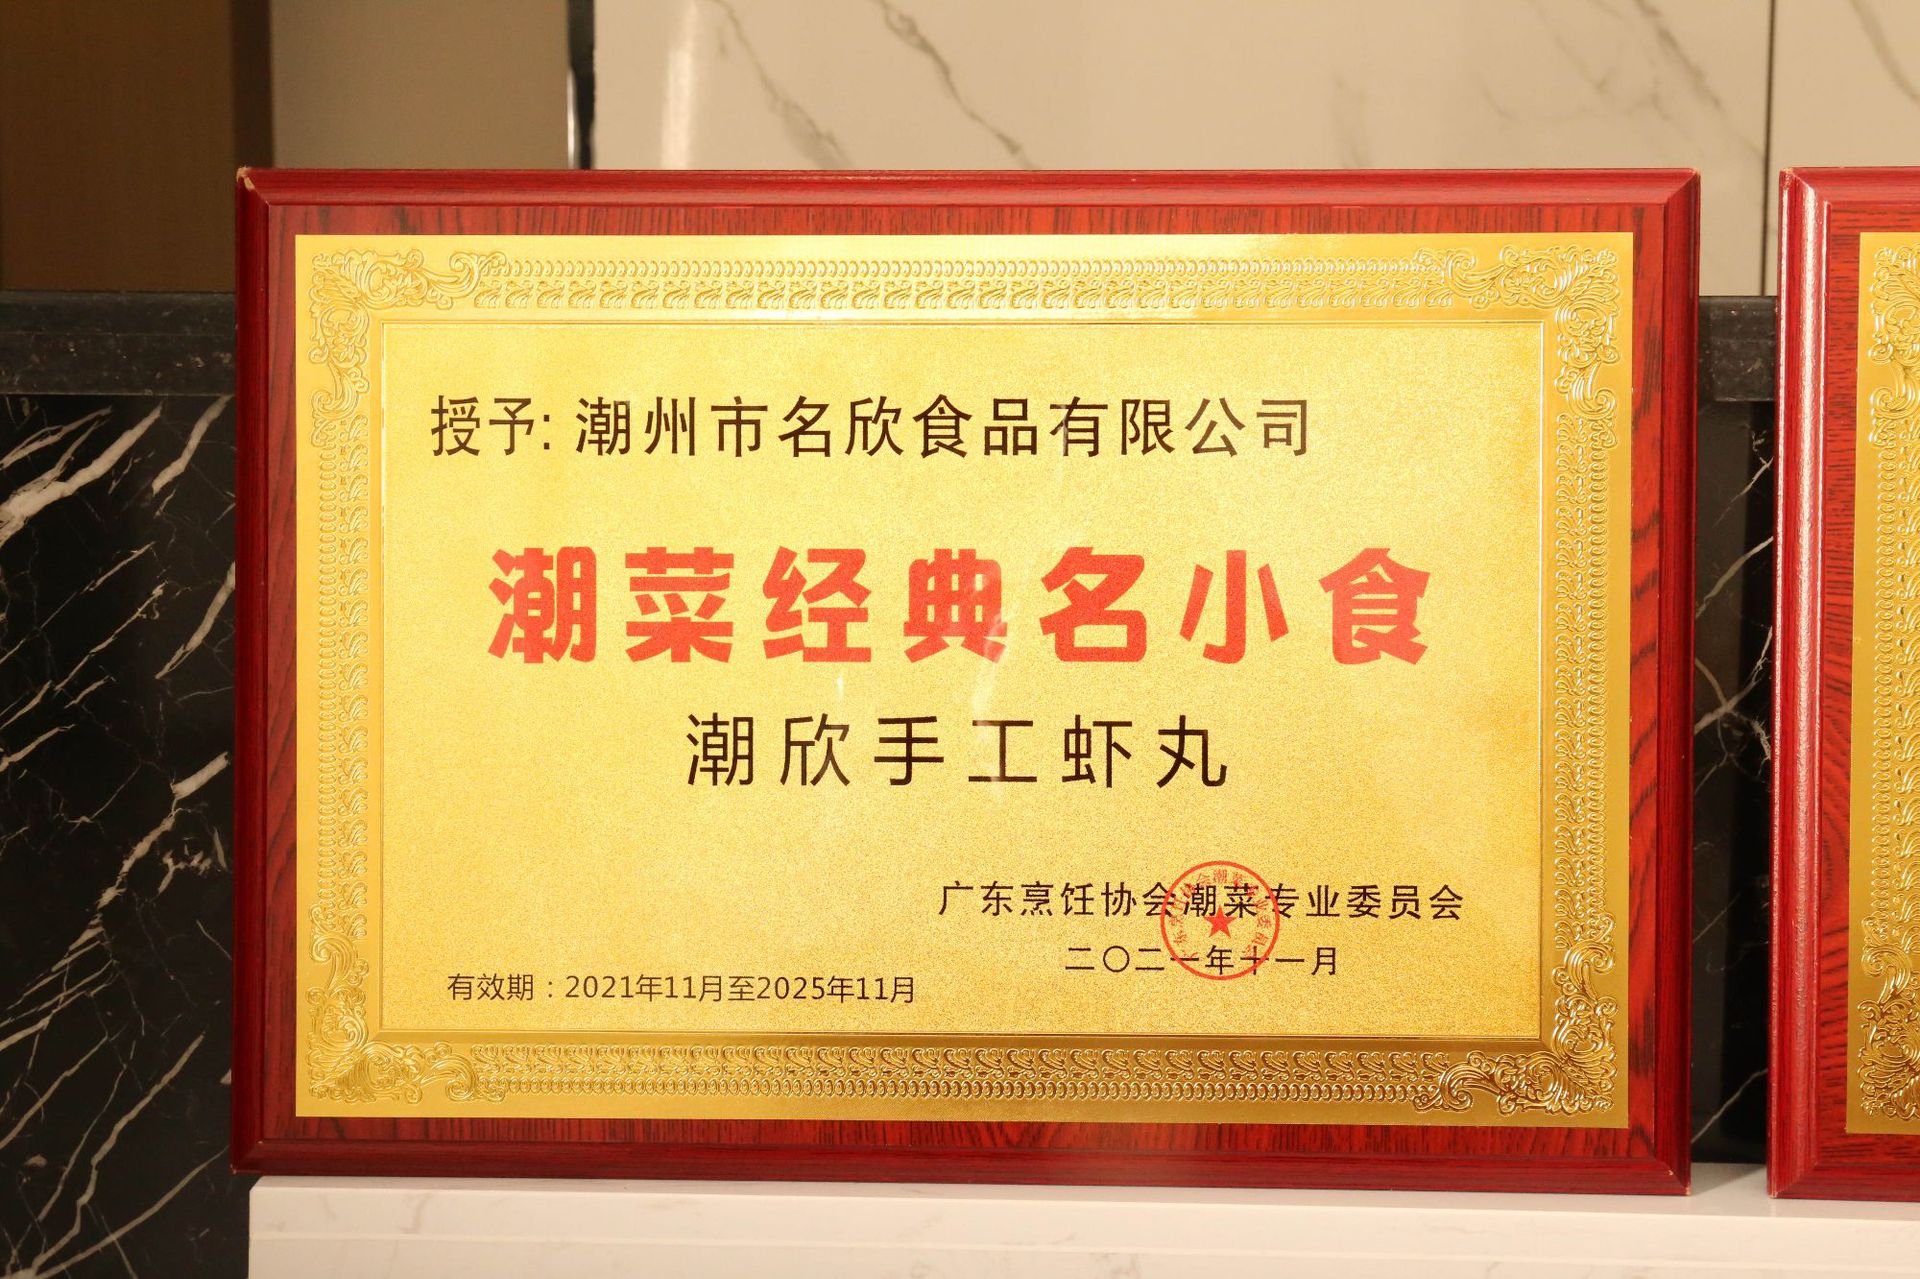 授予: 潮州市名欣食品有限公司
潮菜经典名小食
潮欣手工虾丸
广东烹饪协会潮菜专业委员会
二〇二一年十一月
有效期：2021年11月至2025年11月